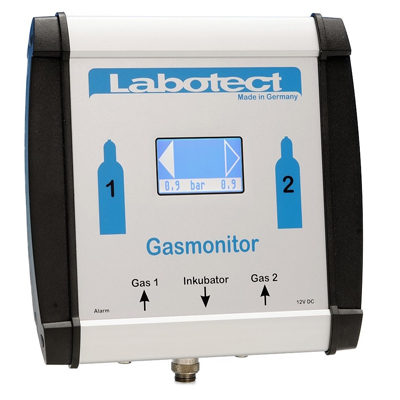 Labotect
Made in Germany
1
2
0.9 bar 0.9
Gasmonitor
Gas 1 Inkubator Gas 2
Alarm 12V DC